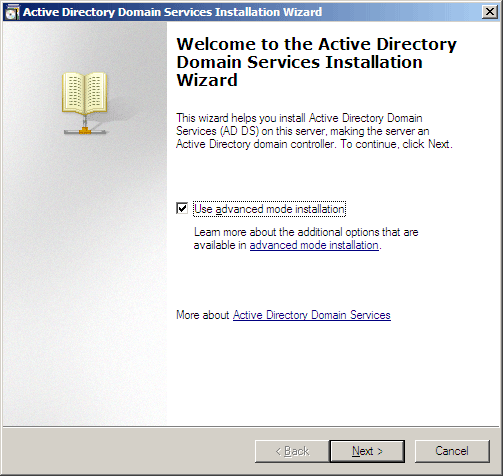 Active Directory Domain Services Installation Wizard
Welcome to the Active Directory
Domain Services Installation
Wizard
This wizard helps you install Active Directory Domain
Services (AD DS) on this server, making the server an
Active Directory domain controller. To continue, click Next.
Use advanced mode installation
Learn more about the additional options that are
available in advanced mode installation.
More about Active Directory Domain Services
< Back
Next >
Cancel